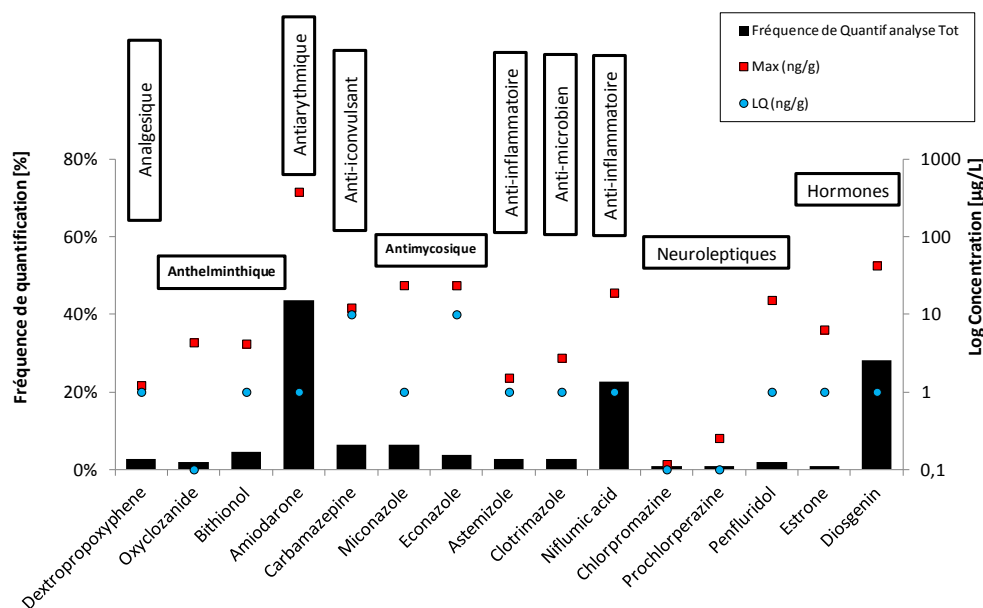 Fréquence de Quantif analyse Tot
Max (ng/g)
LQ (ng/g)
Analgesique
Antiarythmique
Anti-iconvulsant
Anti-inflammatoire
Anti-microbien
Anti-inflammatoire
Hormones
Anthelminthique
Antimycosique
Neuroleptiques
Fréquence de quantification [%]
80%
60%
40%
20%
0%
Log Concentration [µg/L]
1000
100
10
1
0,1
Dextropropoxyphene
Oxyclozanide
Bithionol
Amiodarone
Carbamazepine
Miconazole
Econazole
Astemizole
Clotrimazole
Niflumic acid
Chlorpromazine
Prochlorperazine
Penfluridol
Estrone
Diosgenin